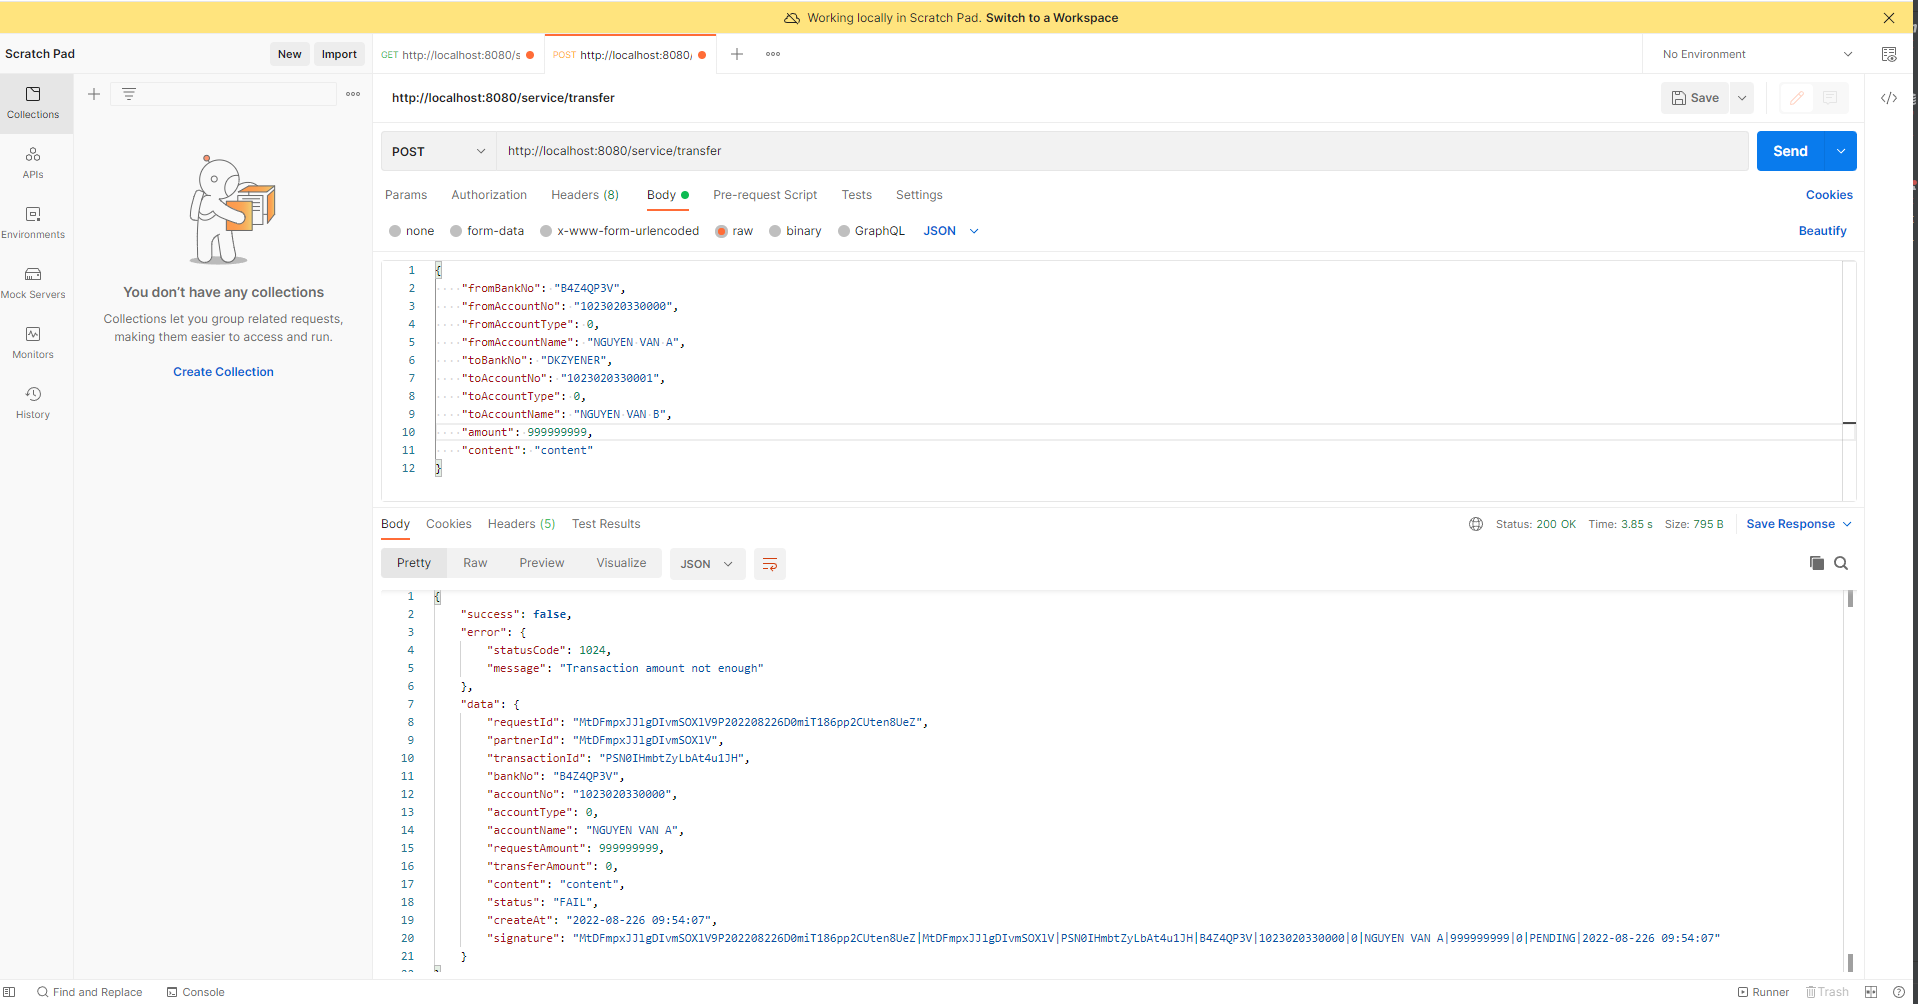 Working locally in Scratch Pad. Switch to a Workspace
Scratch Pad
New
Import
GET http://localhost:8080/s
POST http://localhost:8080/
No Environment
Collections
APIs
Environments
Mock Servers
Monitors
History
You don't have any collections
Collections let you group related requests,
making them easier to access and run.
Create Collection
http://localhost:8080/service/transfer
Save
POST
http://localhost:8080/service/transfer
Send
Params Authorization Headers (8) Body Pre-request Script Tests Settings
Cookies
none form-data x-www-form-urlencoded raw binary GraphQL JSON
Beautify
1 {
2 "fromBankNo": "B4Z4QP3V",
3 "fromAccountNo": "1023020330000",
4 "fromAccountType": 0,
5 "fromAccountName": "NGUYEN VAN A",
6 "toBankNo": "DKZYENER",
7 "toAccountNo": "1023020330001",
8 "toAccountType": 0,
9 "toAccountName": "NGUYEN VAN B",
10 "amount": 999999999,
11 "content": "content"
12 }
Body Cookies Headers (5) Test Results
Status: 200 OK Time: 3.85 s Size: 795 B
Save Response
Pretty Raw Preview Visualize JSON
1 {
2 "success": false,
3 "error": {
4 "statusCode": 1024,
5 "message": "Transaction amount not enough"
6 },
7 "data": {
8 "requestId": "MtDFmpxJJlgDIvmSOXlV9P202208226D0miT186pp2CUten8UeZ",
9 "partnerId": "MtDFmpxJJlgDIvmSOXlV",
10 "transactionId": "PSN0IHmbtZyLbAt4u1JH",
11 "bankNo": "B4Z4QP3V",
12 "accountNo": "1023020330000",
13 "accountType": 0,
14 "accountName": "NGUYEN VAN A",
15 "requestAmount": 999999999,
16 "transferAmount": 0,
17 "content": "content",
18 "status": "FAIL",
19 "createAt": "2022-08-226 09:54:07",
20 "signature": "MtDFmpxJJlgDIvmSOXlV9P202208226D0miT186pp2CUten8UeZ|MtDFmpxJJlgDIvmSOXlV|PSN0IHmbtZyLbAt4u1JH|B4Z4QP3V|1023020330000|0|NGUYEN VAN A|999999999|0|PENDING|2022-08-226 09:54:07"
21 }
Find and Replace
Console
Runner
Trash